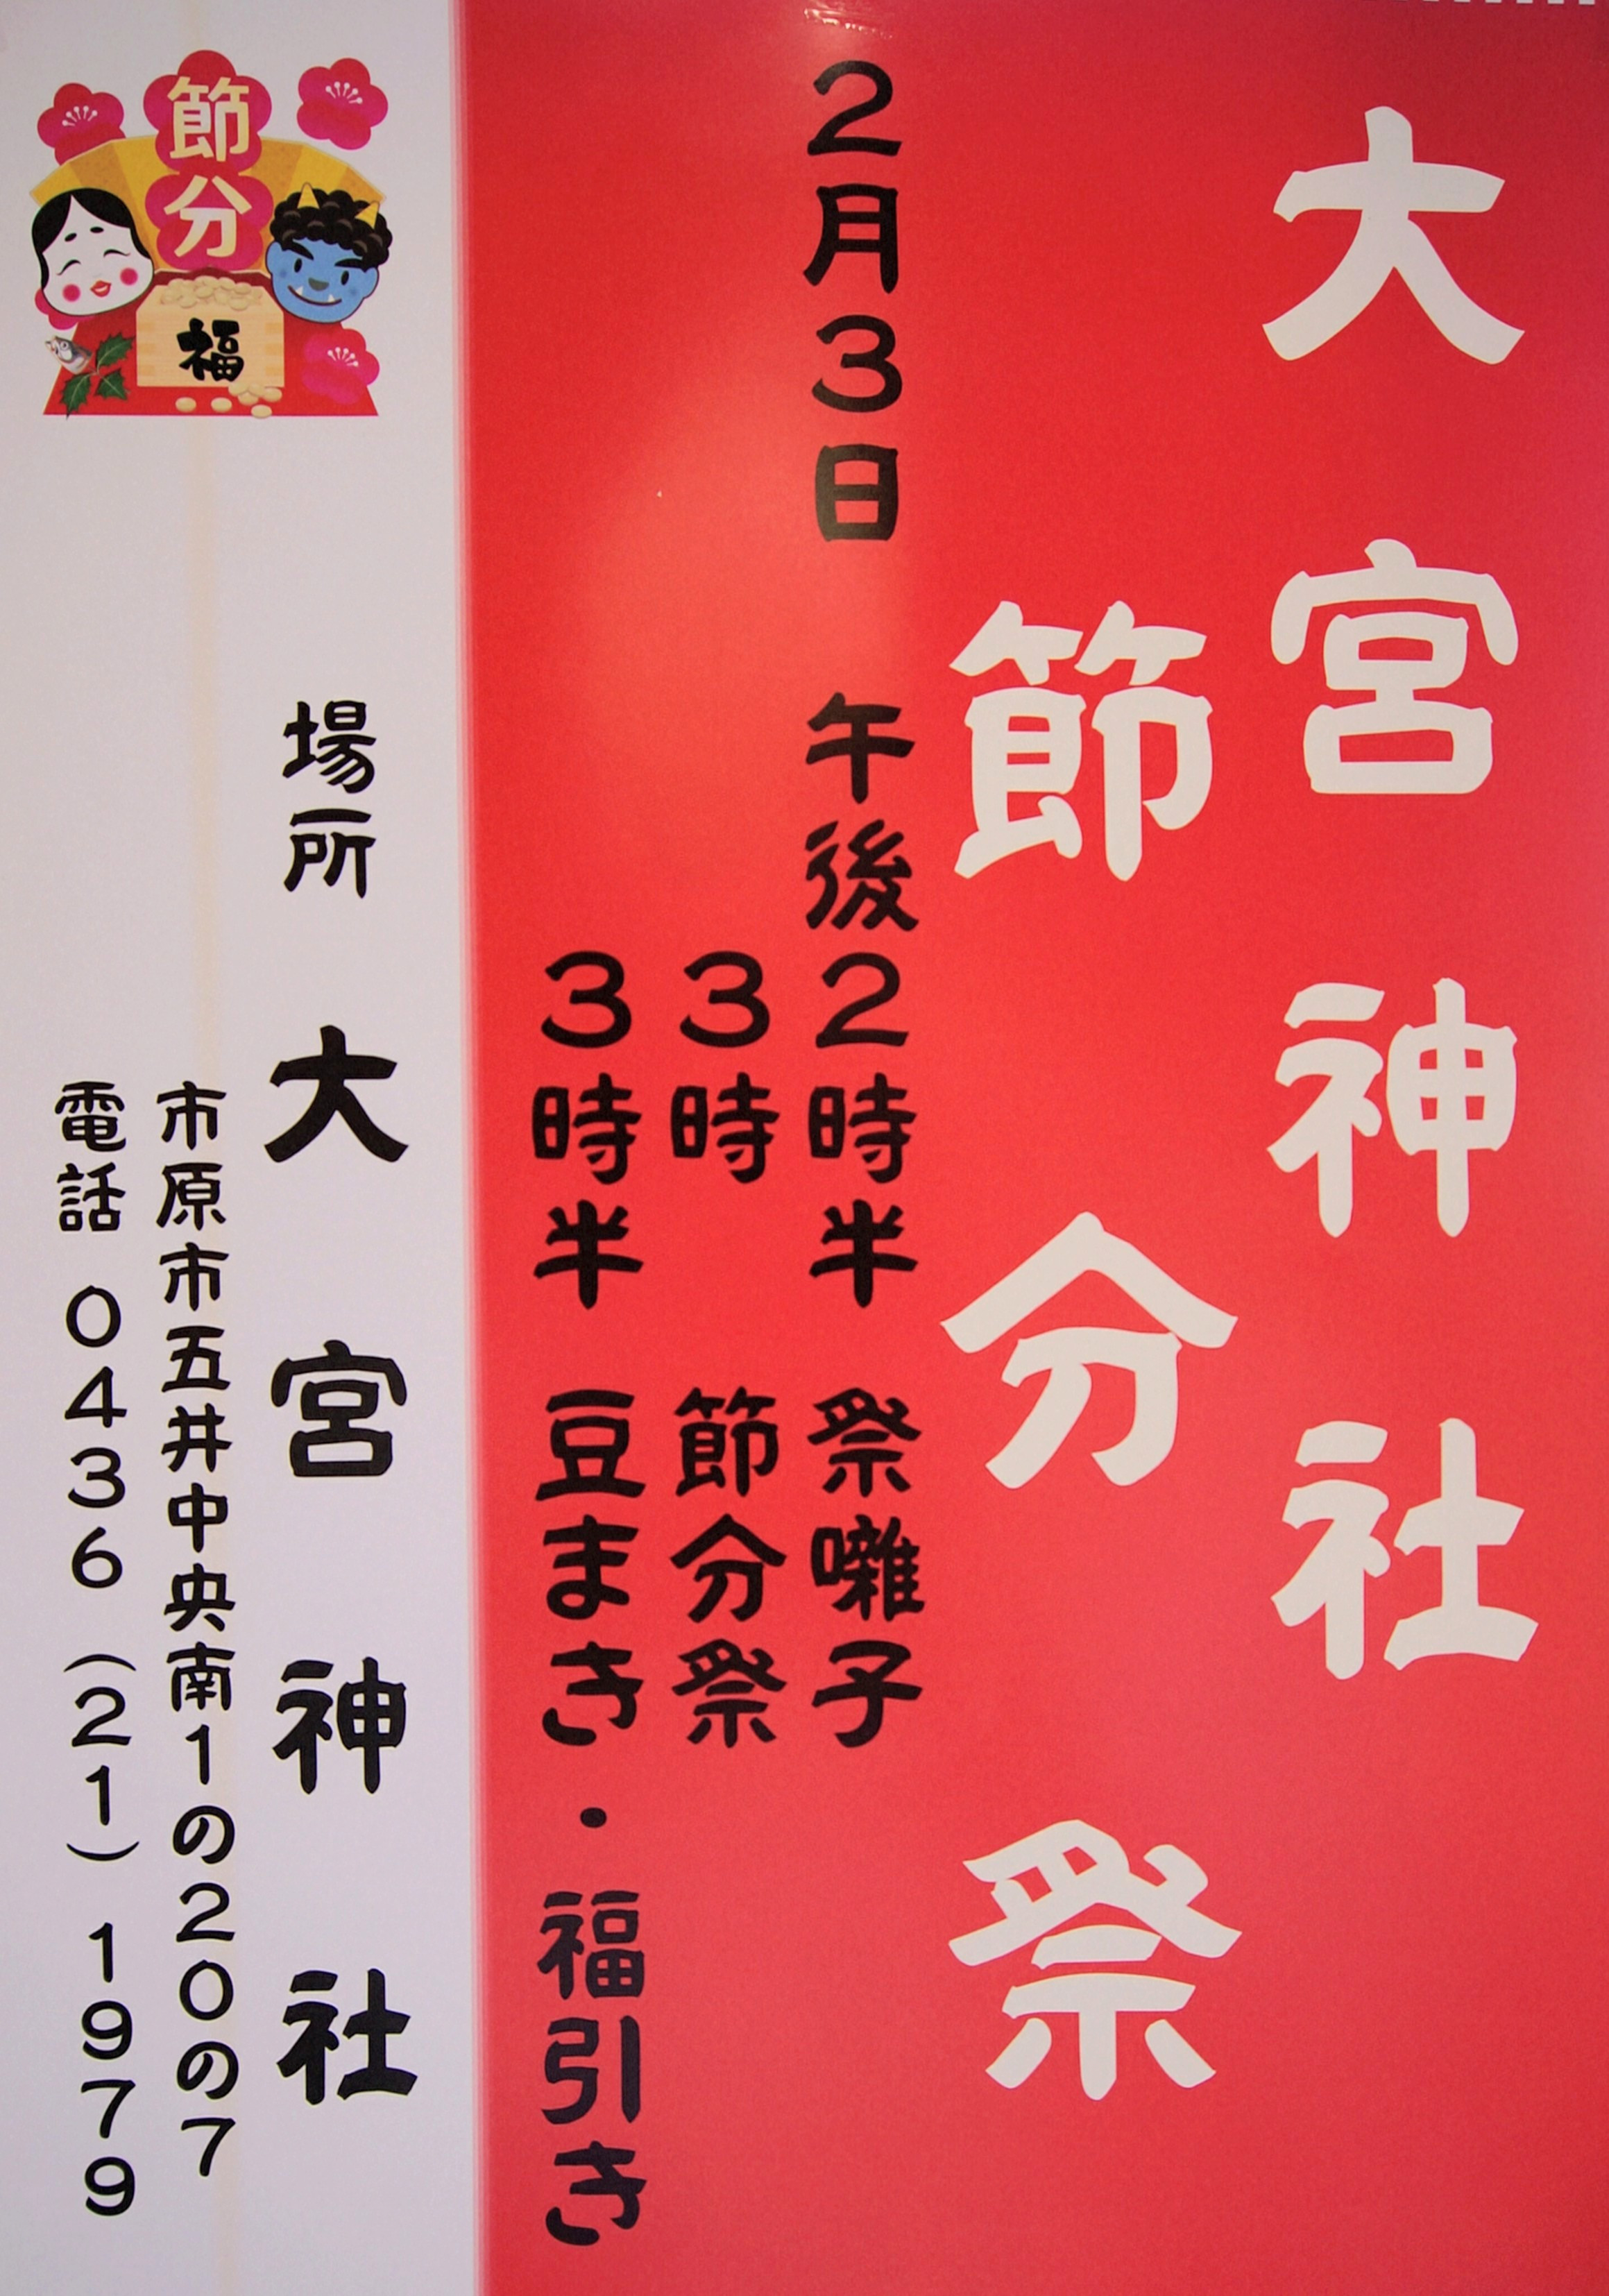 大宮神社
節分祭
2月3日 午後2時半 祭囃子
3時 節分祭
3時半 豆まき・福引き
場所 大宮神社
市原市五井中央南1の20の7
電話 0436(21)1979
節分
福